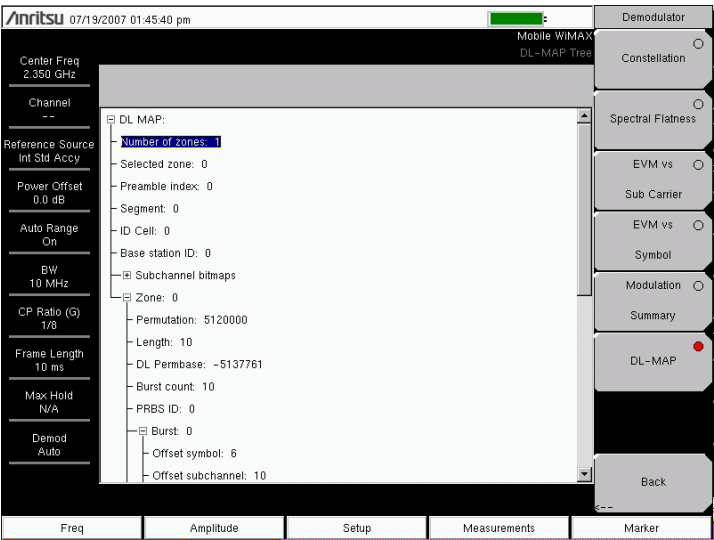 Anritsu 07/19/2007 01:45:40 pm
Demodulator
Mobile WiMAX
DL-MAP Tree
Center Freq
2.350 GHz
Channel
--
Reference Source
Int Std Accy
Power Offset
0.0 dB
Auto Range
On
BW
10 MHz
CP Ratio (G)
1/8
Frame Length
10 ms
Max Hold
N/A
Demod
Auto
DL MAP:
Number of zones: 1
Selected zone: 0
Preamble index: 0
Segment: 0
ID Cell: 0
Base station ID: 0
Subchannel bitmaps
Zone: 0
Permutation: 5120000
Length: 10
DL Permbase: -5137761
Burst count: 10
PRBS ID: 0
Burst: 0
Offset symbol: 6
Offset subchannel: 10
Constellation
Spectral Flatness
EVM vs
Sub Carrier
EVM vs
Symbol
Modulation
Summary
DL-MAP
Back
<--
Freq
Amplitude
Setup
Measurements
Marker